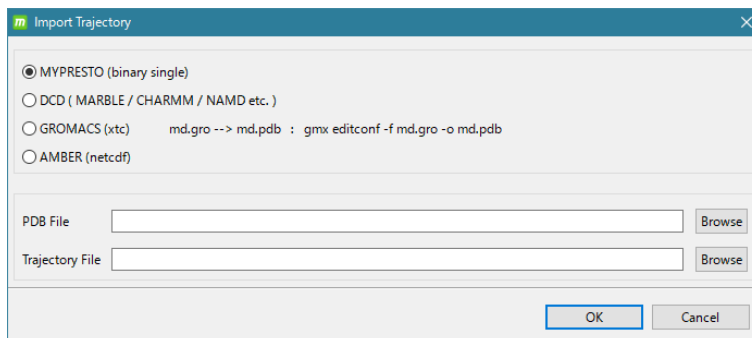 m Import Trajectory
MYPRESTO (binary single)
DCD ( MARBLE / CHARMM / NAMD etc. )
GROMACS (xtc) md.gro --> md.pdb : gmx editconf -f md.gro -o md.pdb
AMBER (netcdf)
PDB File Browse
Trajectory File Browse
OK Cancel